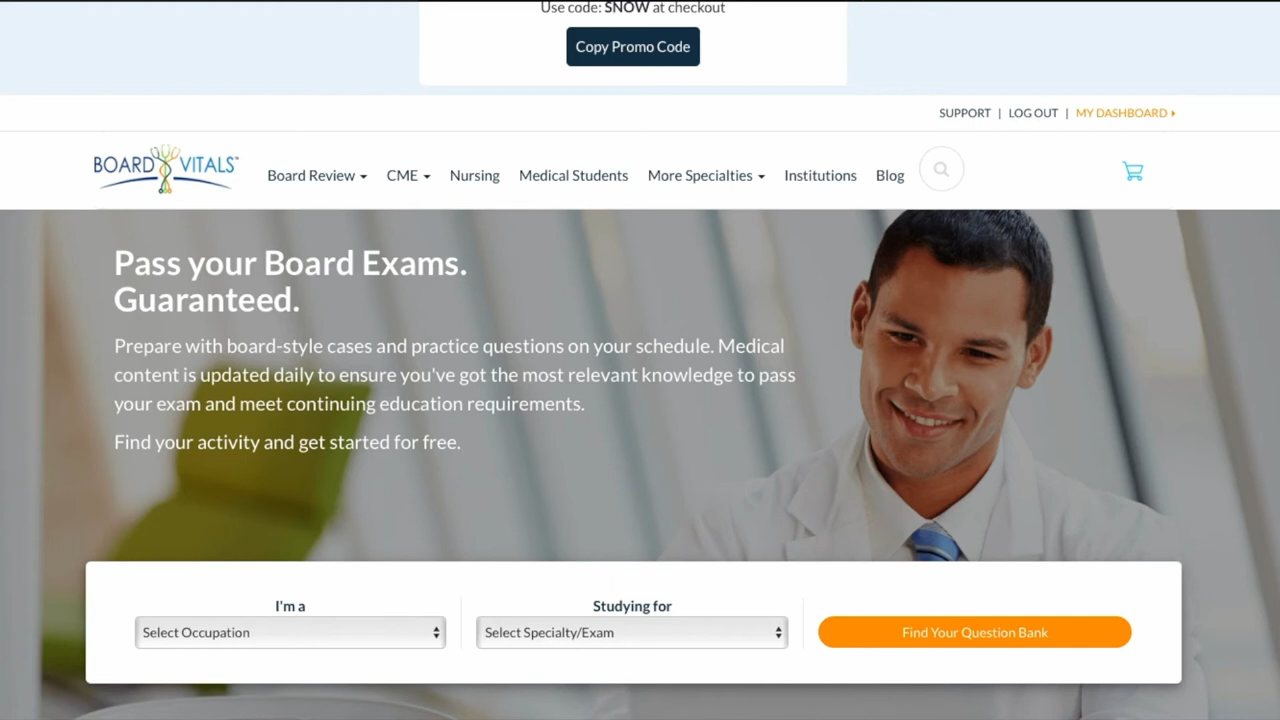 Use code: SNOW at checkout
Copy Promo Code
SUPPORT | LOG OUT | MY DASHBOARD
BOARD VITALS™
Board Review
CME
Nursing
Medical Students
More Specialties
Institutions
Blog
Pass your Board Exams.
Guaranteed.
Prepare with board-style cases and practice questions on your schedule. Medical
content is updated daily to ensure you've got the most relevant knowledge to pass
your exam and meet continuing education requirements.
Find your activity and get started for free.
I'm a
Select Occupation
Studying for
Select Specialty/Exam
Find Your Question Bank